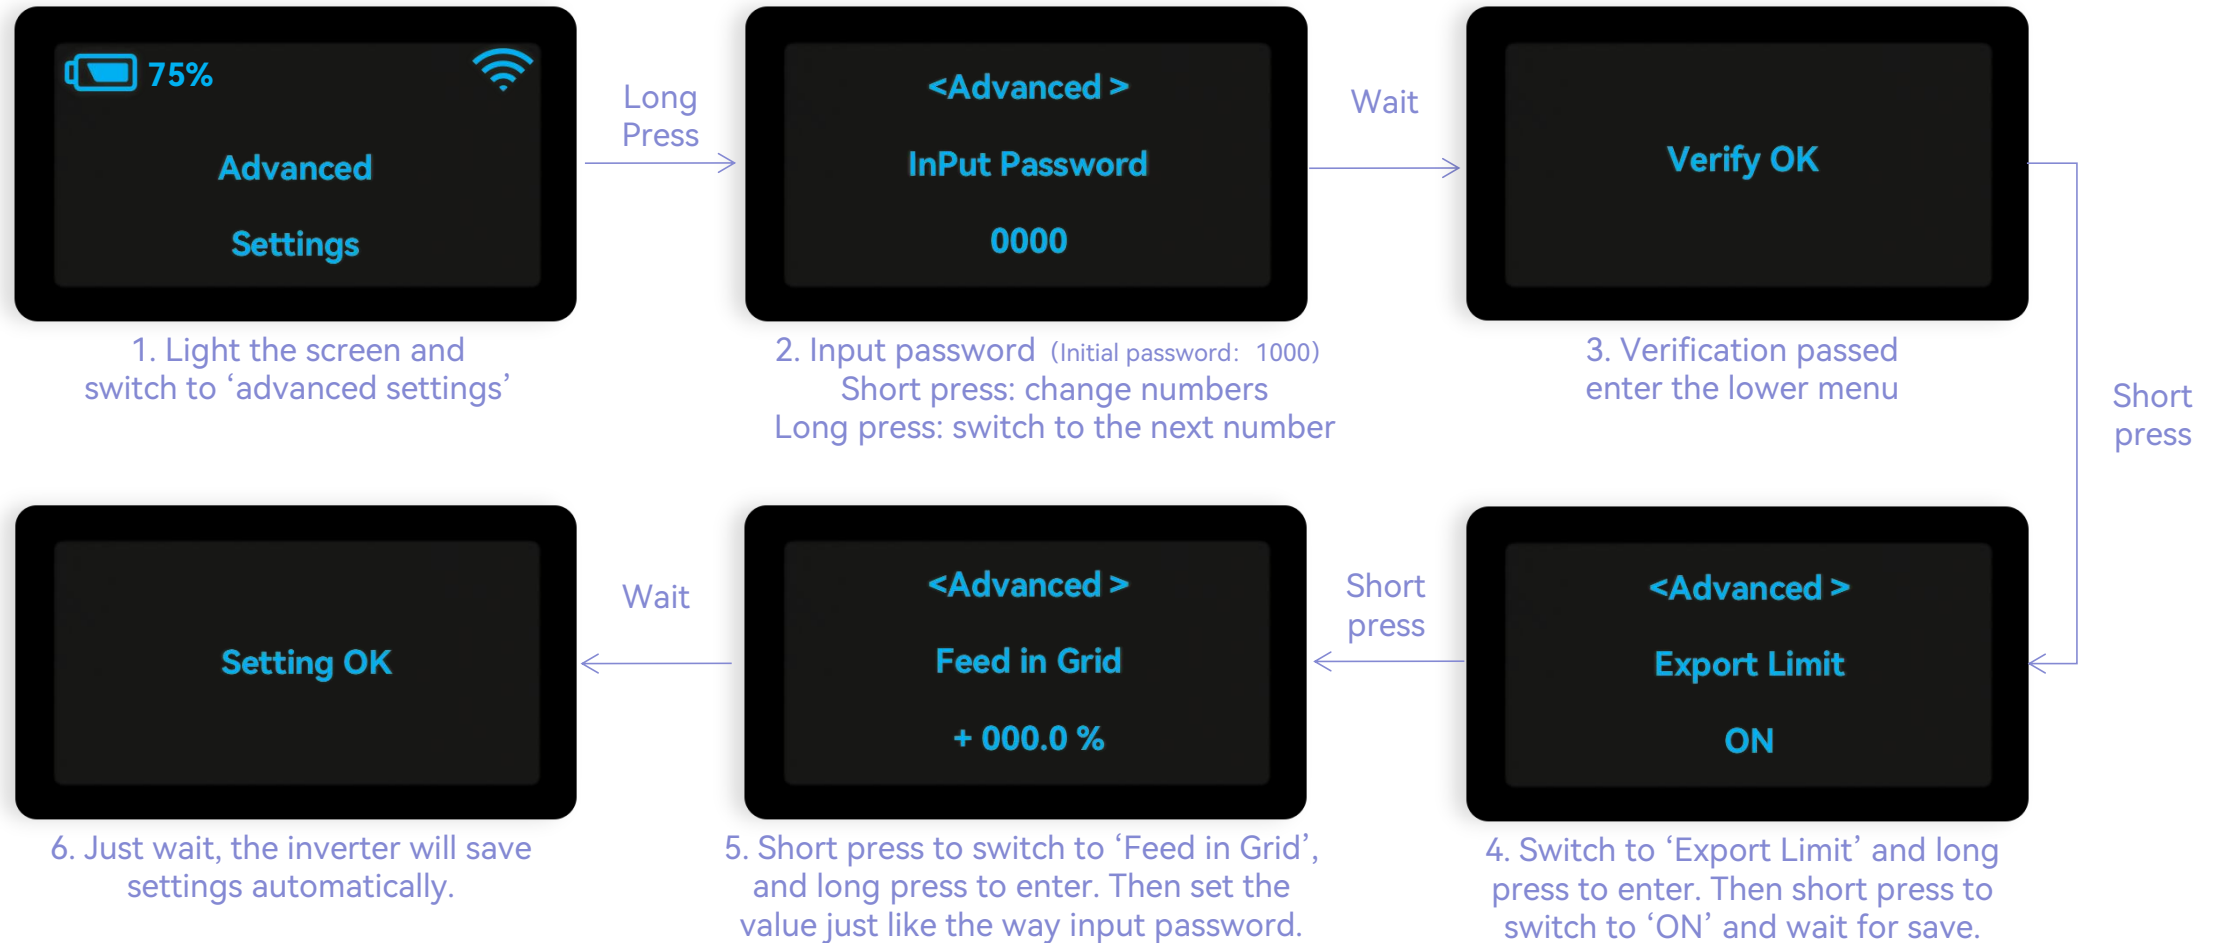 75%
Advanced
Settings
Long
Press
<Advanced >
InPut Password
0000
Wait
Verify OK
1. Light the screen and
switch to ‘advanced settings’
2. Input password（Initial password：1000）
Short press: change numbers
Long press: switch to the next number
3. Verification passed
enter the lower menu
Short
press
<Advanced >
Export Limit
ON
4. Switch to ‘Export Limit’ and long
press to enter. Then short press to
switch to ‘ON’ and wait for save.
Short
press
<Advanced >
Feed in Grid
+ 000.0 %
5. Short press to switch to ‘Feed in Grid’,
and long press to enter. Then set the
value just like the way input password.
Wait
Setting OK
6. Just wait, the inverter will save
settings automatically.